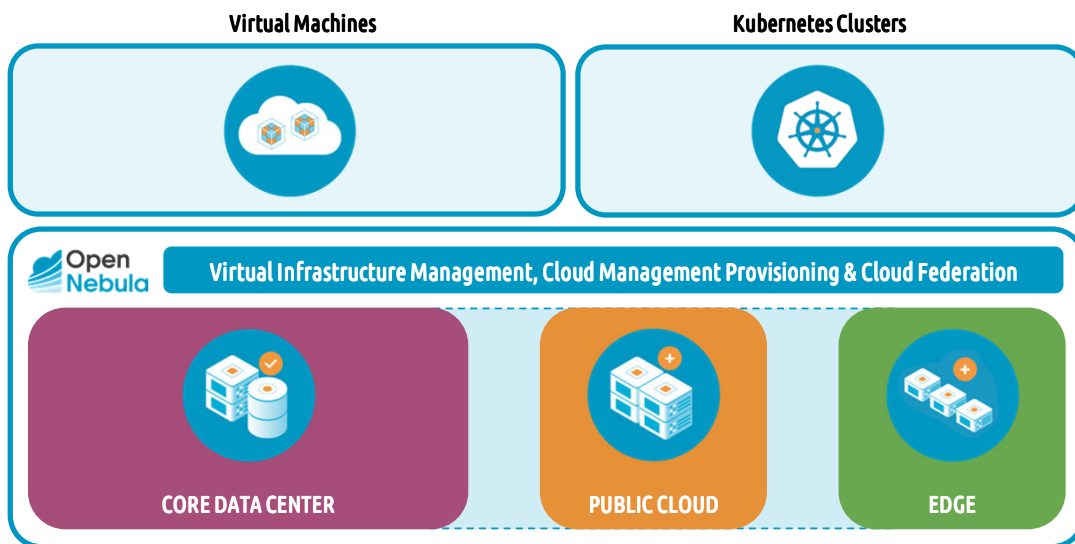 Virtual Machines
Kubernetes Clusters
Open
Nebula
Virtual Infrastructure Management, Cloud Management Provisioning & Cloud Federation
CORE DATA CENTER
PUBLIC CLOUD
EDGE